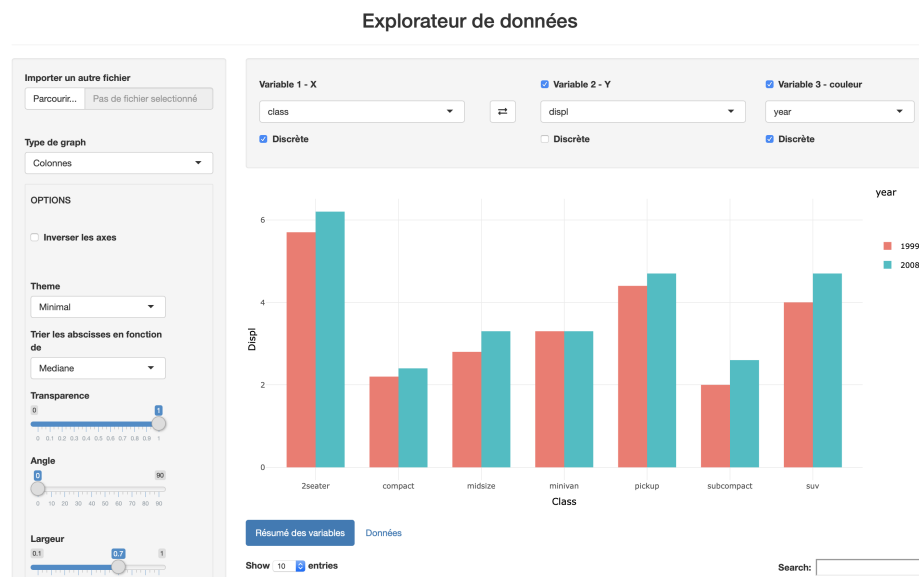 Explorateur de données
Importer un autre fichier
Parcourir... Pas de fichier selectionné
Type de graph
Colonnes
OPTIONS
Inverser les axes
Theme
Minimal
Trier les abscisses en fonction
de
Mediane
Transparence
0 1
0 0.1 0.2 0.3 0.4 0.5 0.6 0.7 0.8 0.9 1
Angle
0 90
0 10 20 30 40 50 60 70 80 90
Largeur
0.1 0.7 1
Variable 1 - X
class
Discrète
Variable 2 - Y
displ
Discrète
Variable 3 - couleur
year
Discrète
year
1999
2008
Displ
6
4
2
0
2seater compact midsize minivan pickup subcompact suv
Class
Résumé des variables Données
Show 10 entries
Search: